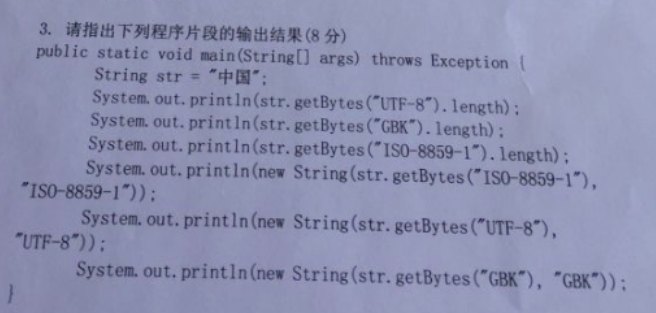 3. 请指出下列程序片段的输出结果(8分)
public static void main(String[] args) throws Exception {
String str = "中国";
System.out.println(str.getBytes("UTF-8").length);
System.out.println(str.getBytes("GBK").length);
System.out.println(str.getBytes("ISO-8859-1").length);
System.out.println(new String(str.getBytes("ISO-8859-1"),
"ISO-8859-1"));
System.out.println(new String(str.getBytes("UTF-8"),
"UTF-8"));
System.out.println(new String(str.getBytes("GBK"), "GBK"));
}